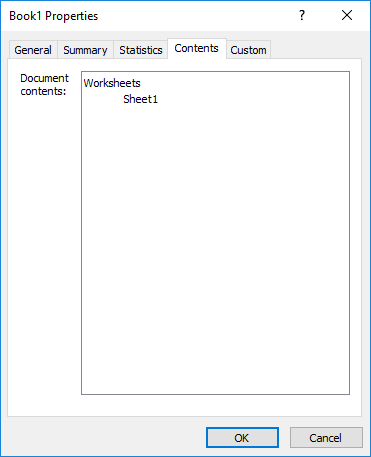 Book1 Properties
?
General Summary Statistics Contents Custom
Document
contents:
Worksheets
Sheet1
OK Cancel